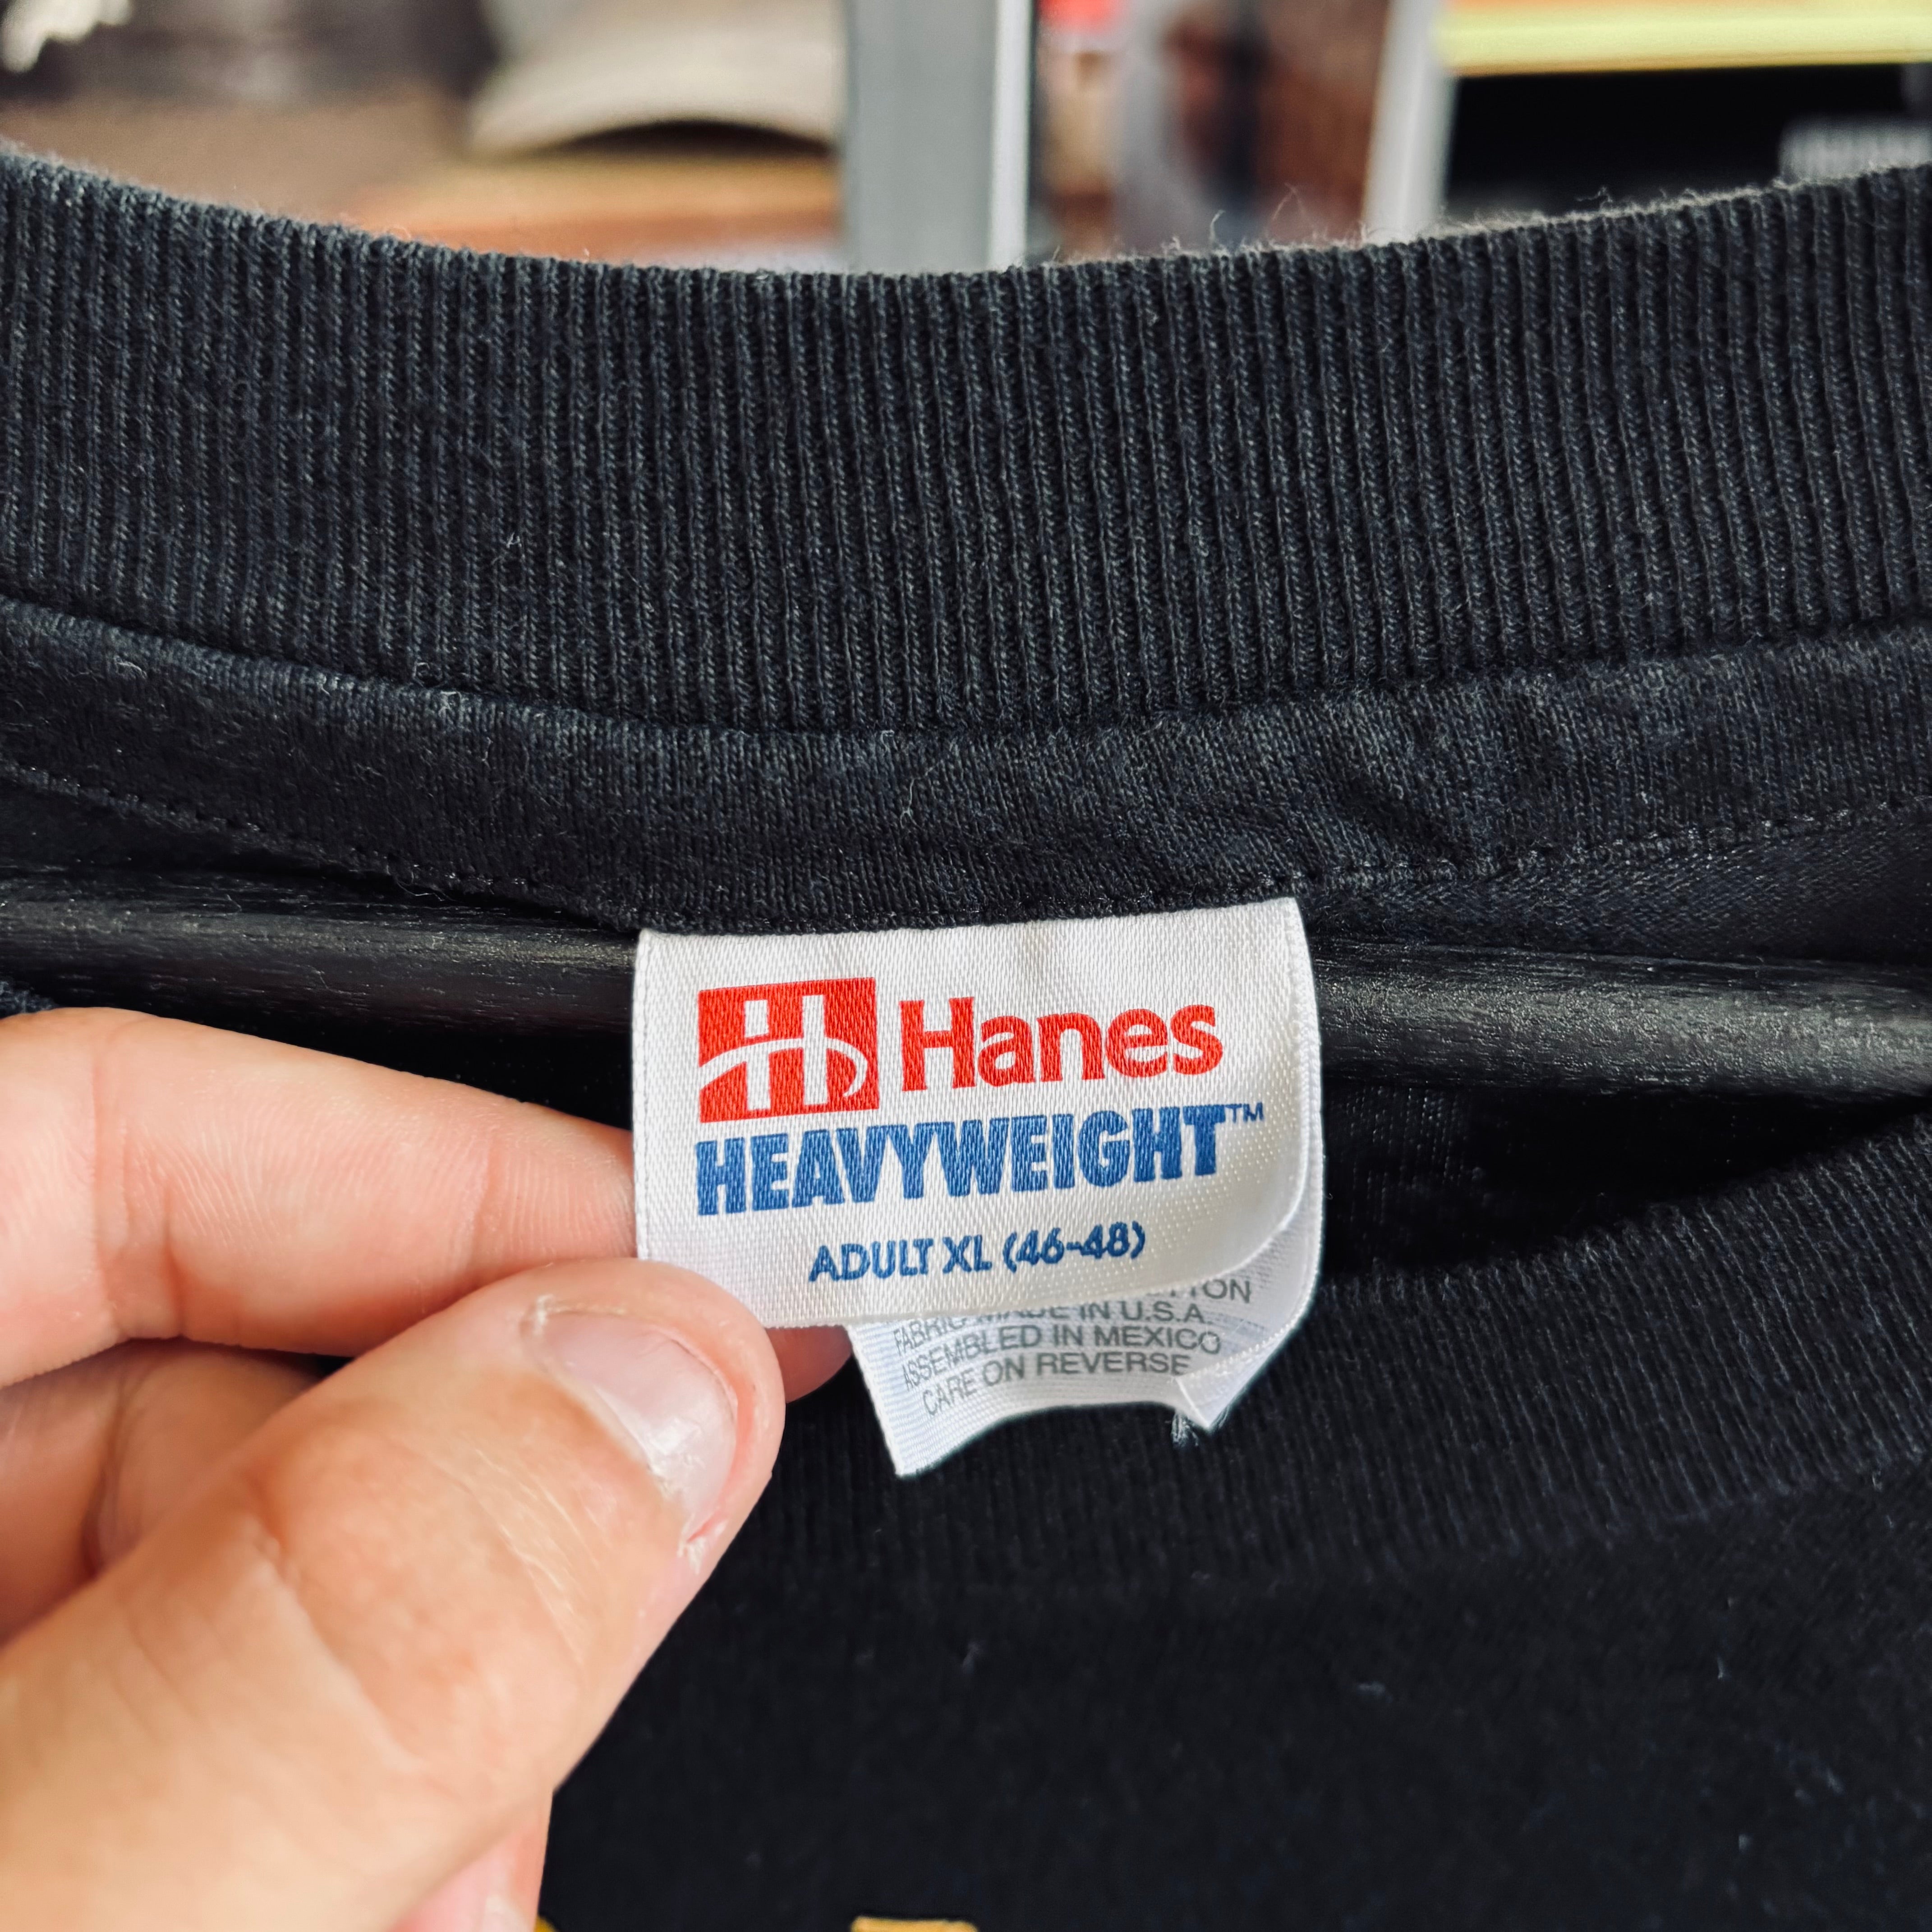 Hanes
HEAVYWEIGHT™
ADULT XL (46-48)
FABRIC MADE IN U.S.A.
ASSEMBLED IN MEXICO
CARE ON REVERSE